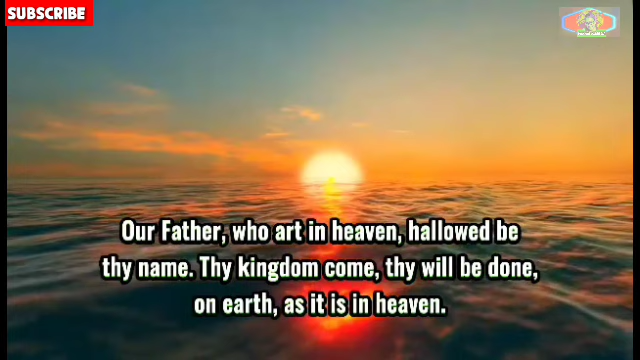 SUBSCRIBE
Our Father, who art in heaven, hallowed be
thy name. Thy kingdom come, thy will be done,
on earth, as it is in heaven.